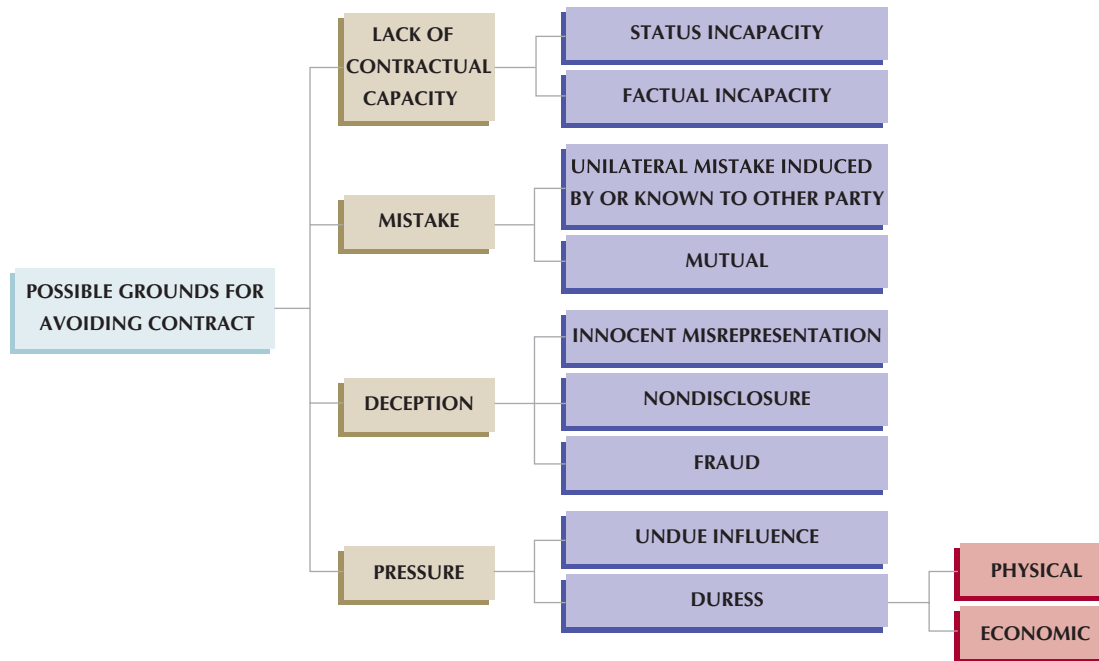 POSSIBLE GROUNDS FOR
AVOIDING CONTRACT
LACK OF
CONTRACTUAL
CAPACITY
STATUS INCAPACITY
FACTUAL INCAPACITY
MISTAKE
UNILATERAL MISTAKE INDUCED
BY OR KNOWN TO OTHER PARTY
MUTUAL
DECEPTION
INNOCENT MISREPRESENTATION
NONDISCLOSURE
FRAUD
PRESSURE
UNDUE INFLUENCE
DURESS
PHYSICAL
ECONOMIC